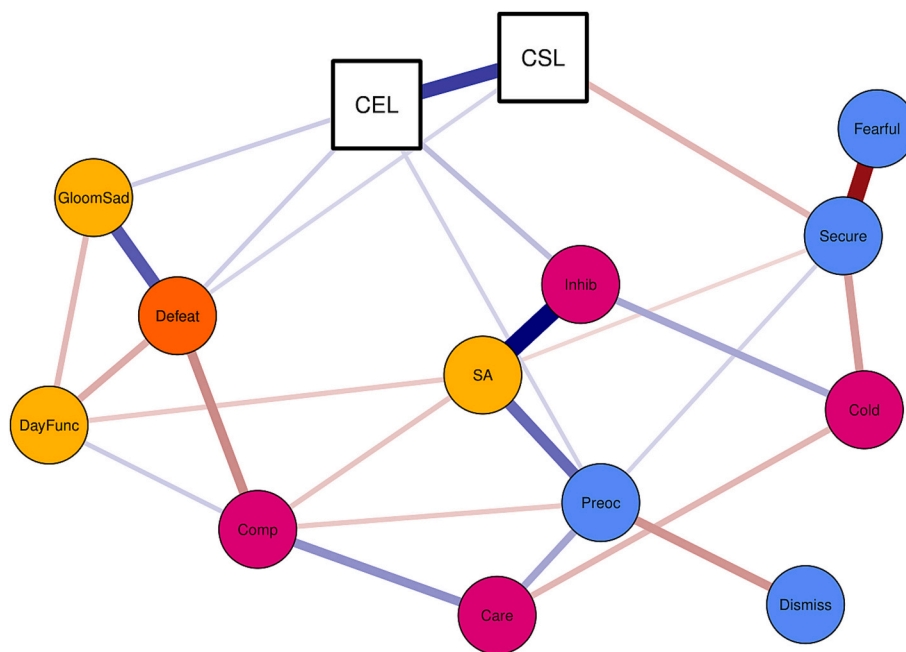 CSL
CEL
Fearful
GloomSad
Secure
Inhib
Defeat
SA
Cold
DayFunc
Preoc
Comp
Dismiss
Care